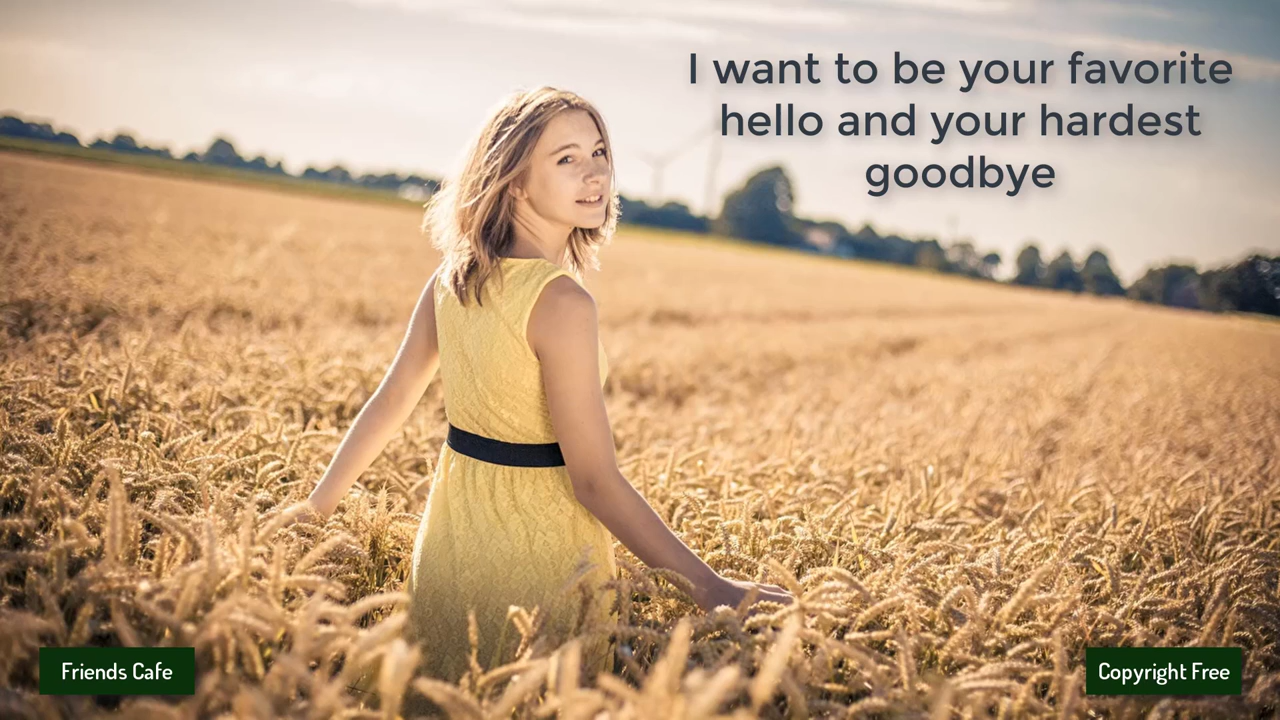 I want to be your favorite
hello and your hardest
goodbye
Friends Cafe
Copyright Free